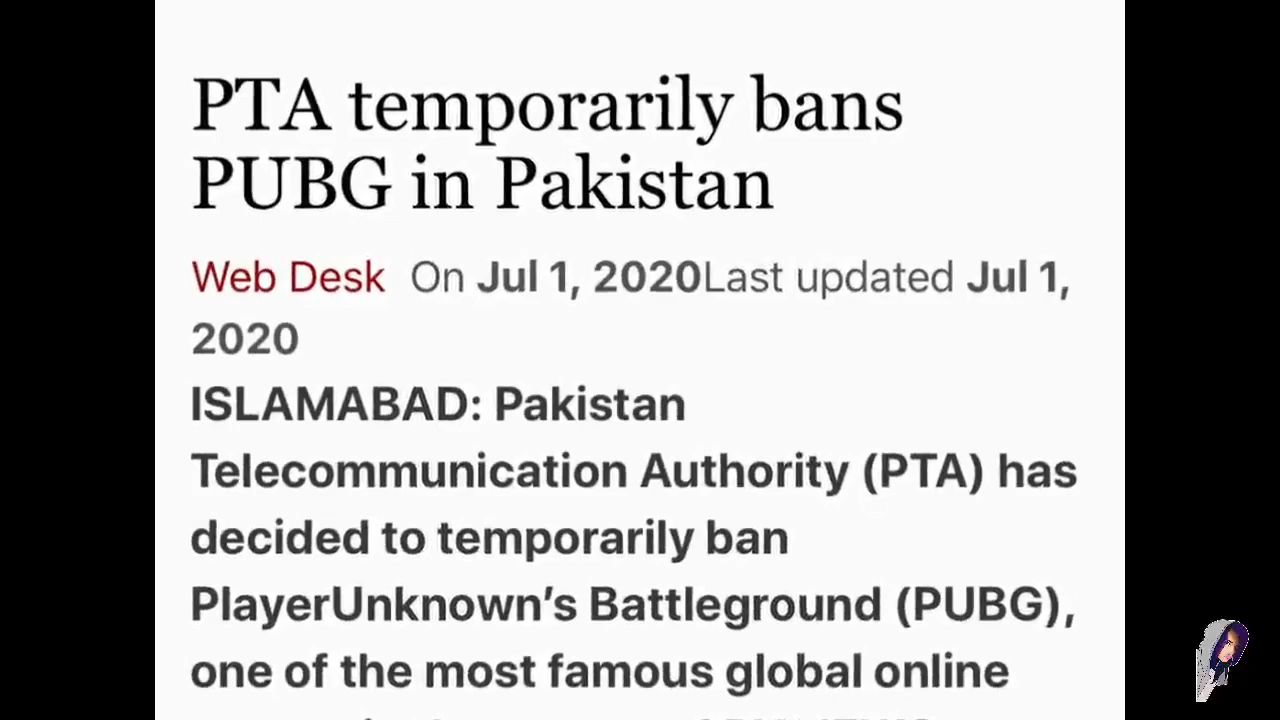 PTA temporarily bans
PUBG in Pakistan
Web Desk On Jul 1, 2020Last updated Jul 1,
2020
ISLAMABAD: Pakistan
Telecommunication Authority (PTA) has
decided to temporarily ban
PlayerUnknown’s Battleground (PUBG),
one of the most famous global online